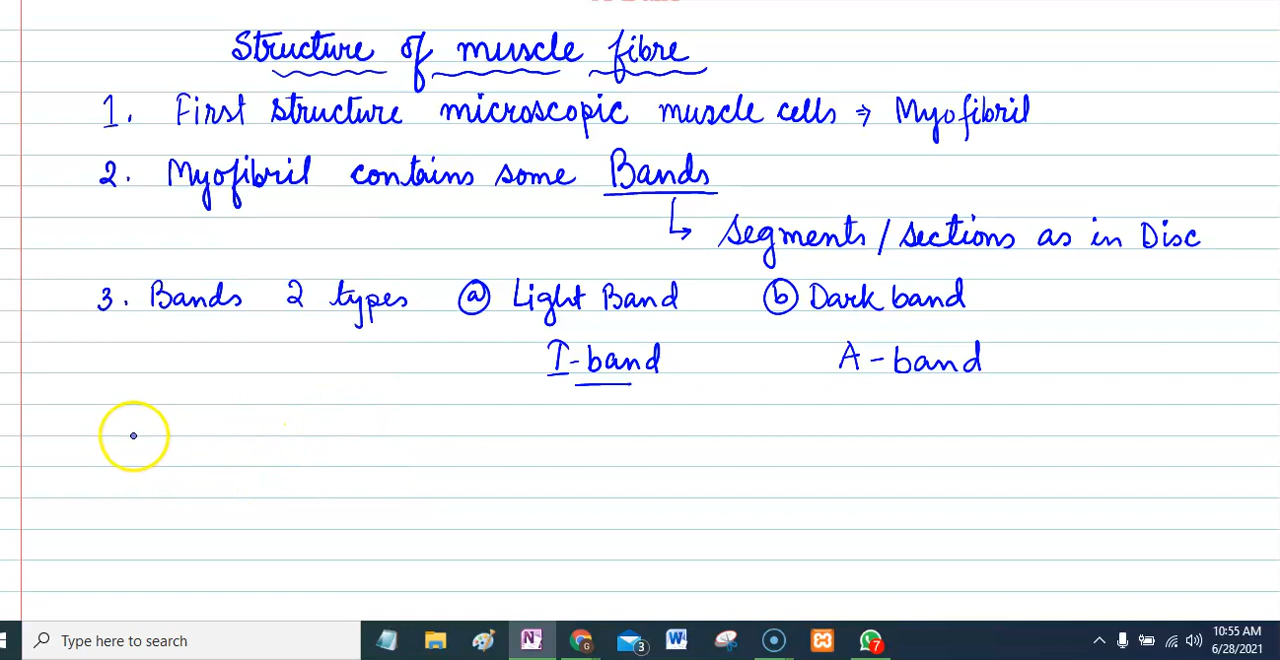 Structure of muscle fibre
1. First structure microscopic muscle cells ⇒ Myofibril
2. Myofibril contains some Bands
↳ segments / sections as in Disc
3. Bands 2 types ⓐ Light Band ⓑ Dark band
I-band A-band
Type here to search
3
7
10:55 AM
6/28/2021